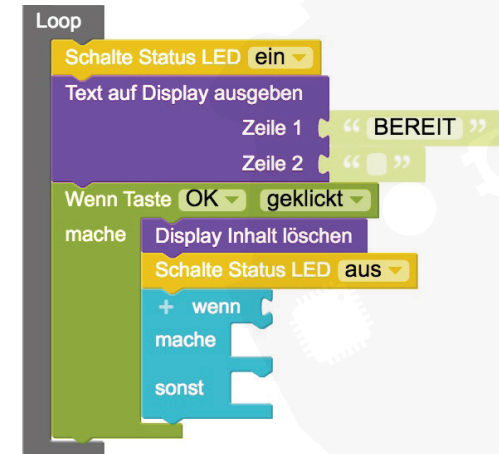 Loop
Schalte Status LED ein
Text auf Display ausgeben
Zeile 1 “ BEREIT ”
Zeile 2 “ ”
Wenn Taste OK geklickt
mache Display Inhalt löschen
Schalte Status LED aus
+ wenn
mache
sonst